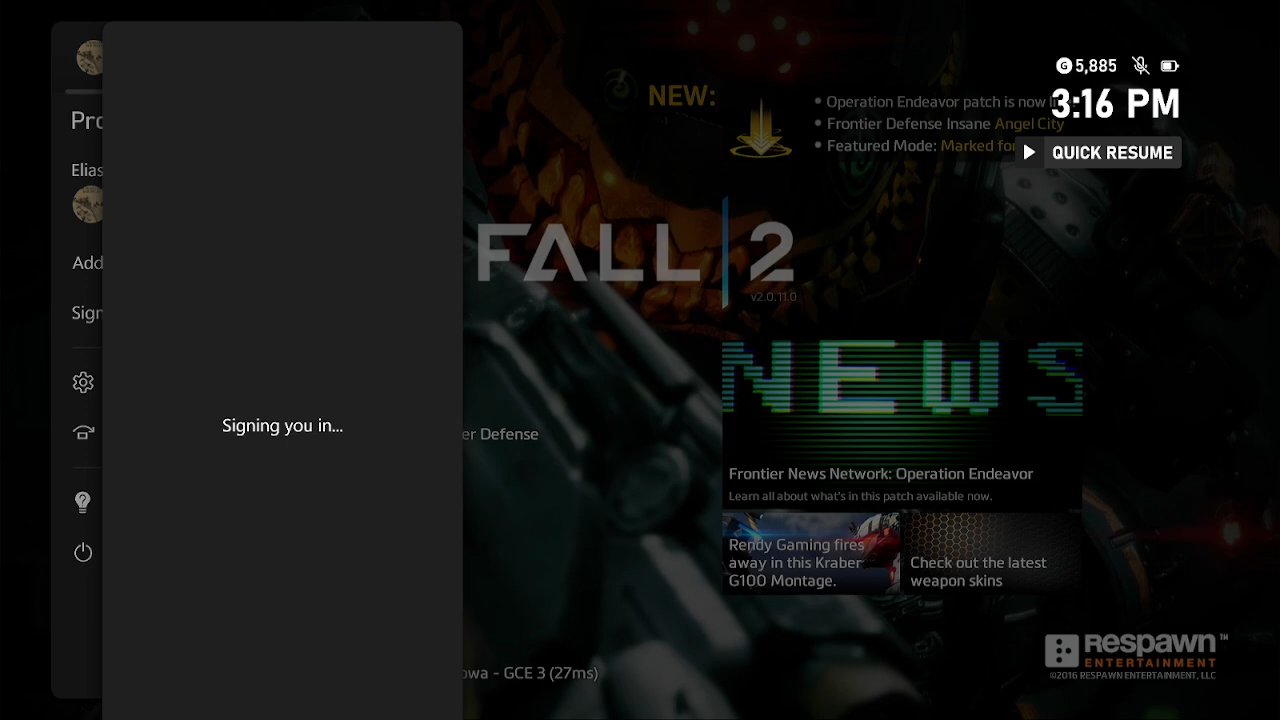 G 5,885
3:16 PM
QUICK RESUME
Pro
Elias
Add
Sign
Signing you in...
NEW:
• Operation Endeavor patch is now
• Frontier Defense Insane Angel City
• Featured Mode: Marked for
FALL 2
v2.0.11.0
NEWS
er Defense
Frontier News Network: Operation Endeavor
Learn all about what's in this patch available now.
Rendy Gaming fires
away in this Kraber
G100 Montage.
Check out the latest
weapon skins
owa - GCE 3 (27ms)
RESPAWN™
ENTERTAINMENT
©2016 RESPAWN ENTERTAINMENT, LLC